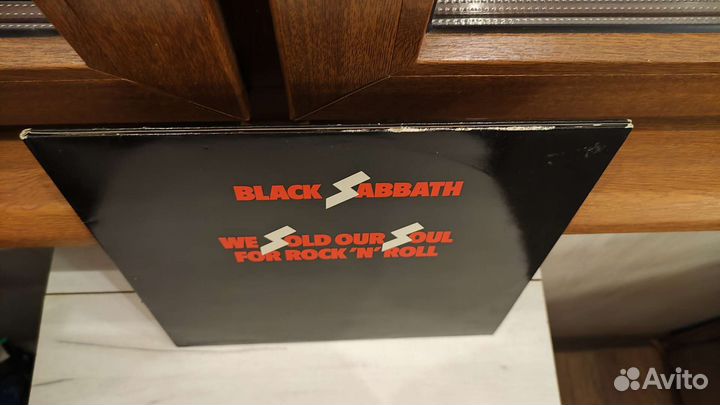 BLACK SABBATH
WE SOLD OUR SOUL
FOR ROCK 'N' ROLL
Avito